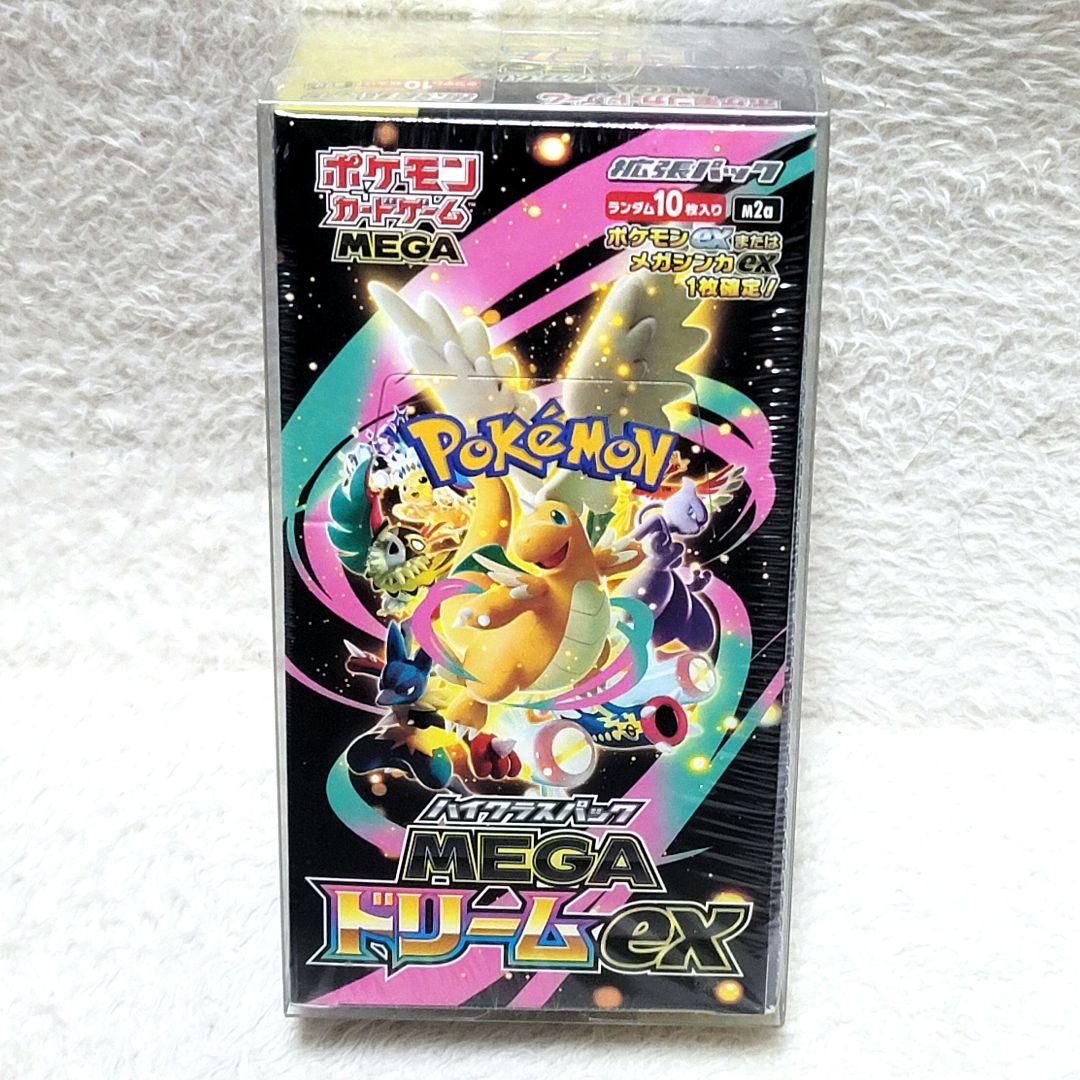 ポケモン
カードゲーム
MEGA
拡張パック
ランダム10枚入り M2a
ポケモンexまたは
メガシンカex
1枚確定!
POKéMON
ハイクラスパック
MEGA
ドリームex